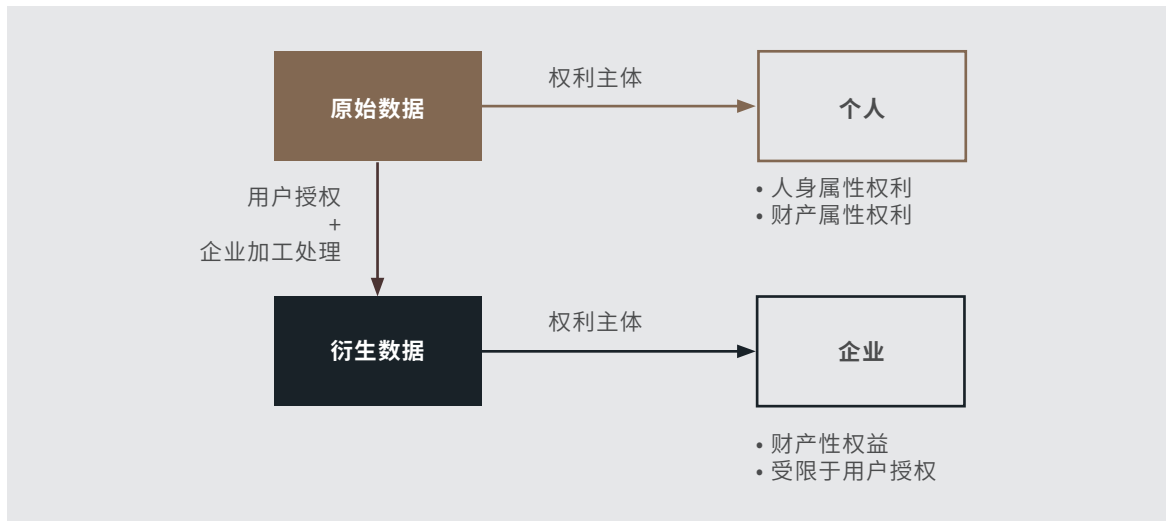 原始数据
权利主体
个人
• 人身属性权利
• 财产属性权利
用户授权
+
企业加工处理
衍生数据
权利主体
企业
• 财产性权益
• 受限于用户授权